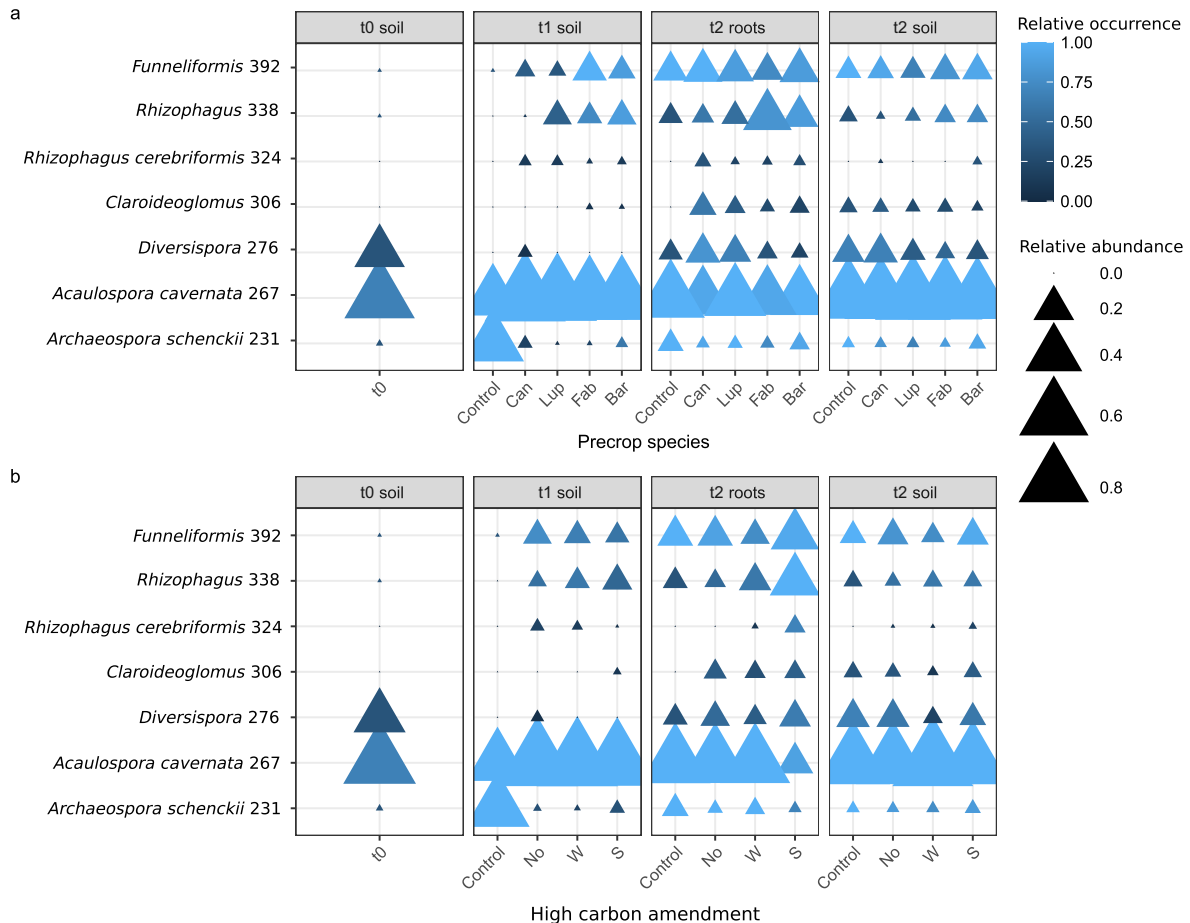 a
t0 soil
t1 soil
t2 roots
t2 soil
Funneliformis 392
Rhizophagus 338
Rhizophagus cerebriformis 324
Claroideoglomus 306
Diversispora 276
Acaulospora cavernata 267
Archaeospora schenckii 231
t0
Control
Can
Lup
Fab
Bar
Control
Can
Lup
Fab
Bar
Control
Can
Lup
Fab
Bar
Precrop species
Relative occurrence
1.00
0.75
0.50
0.25
0.00
Relative abundance
0.0
0.2
0.4
0.6
0.8
b
t0 soil
t1 soil
t2 roots
t2 soil
Funneliformis 392
Rhizophagus 338
Rhizophagus cerebriformis 324
Claroideoglomus 306
Diversispora 276
Acaulospora cavernata 267
Archaeospora schenckii 231
t0
Control
No
W
S
Control
No
W
S
Control
No
W
S
High carbon amendment